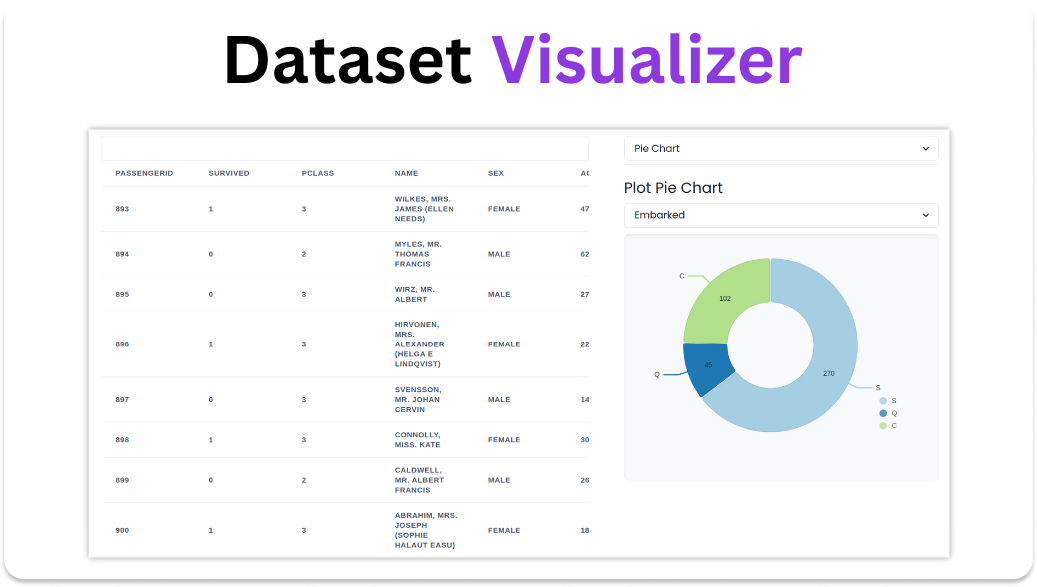 Dataset Visualizer
Pie Chart
PASSENGERID SURVIVED PCLASS NAME SEX
Plot Pie Chart
Embarked
893 1 3 WILKES, MRS. JAMES (ELLEN NEEDS) FEMALE 47
894 0 2 MYLES, MR. THOMAS FRANCIS MALE 62
895 0 3 WIRZ, MR. ALBERT MALE 27
896 1 3 HIRVONEN, MRS. ALEXANDER (HELGA E LINDQVIST) FEMALE 22
897 0 3 SVENSSON, MR. JOHAN CERVIN MALE 14
898 1 3 CONNOLLY, MISS. KATE FEMALE 30
899 0 2 CALDWELL, MR. ALBERT FRANCIS MALE 26
900 1 3 ABRAHIM, MRS. JOSEPH (SOPHIE HALAUT EASU) FEMALE 18
C
102
Q
45
270
S
S
Q
C